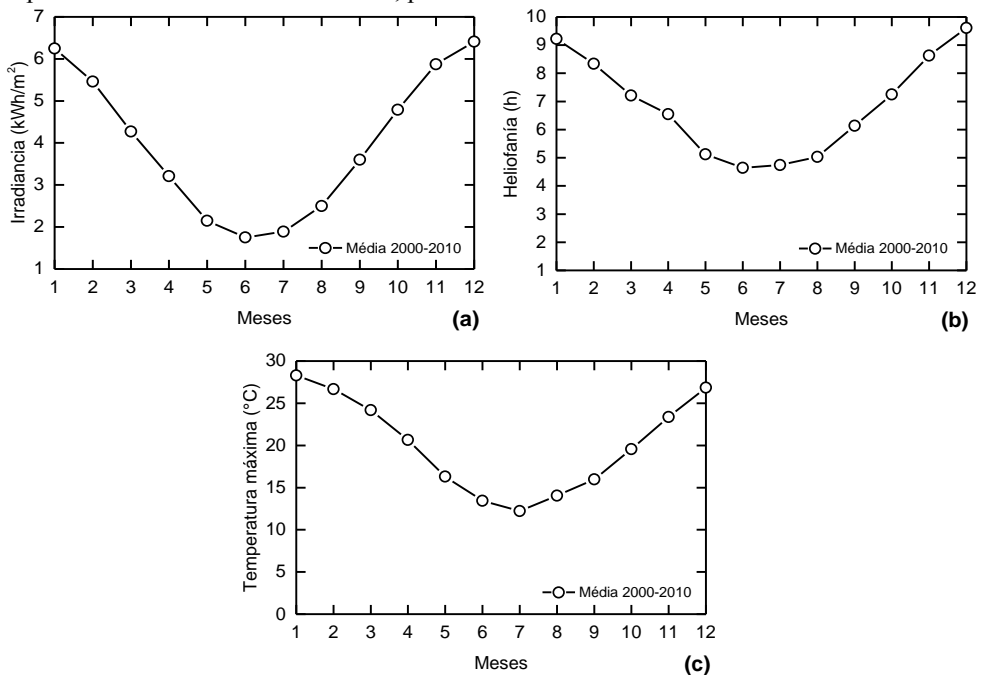 7
6
5
4
3
2
1
Irradiancia (kWh/m²)
Média 2000-2010
1 2 3 4 5 6 7 8 9 10 11 12
Meses
(a)
10
9
8
7
6
5
4
3
2
1
Heliofanía (h)
Média 2000-2010
1 2 3 4 5 6 7 8 9 10 11 12
Meses
(b)
30
25
20
15
10
5
0
Temperatura máxima (°C)
Média 2000-2010
1 2 3 4 5 6 7 8 9 10 11 12
Meses
(c)